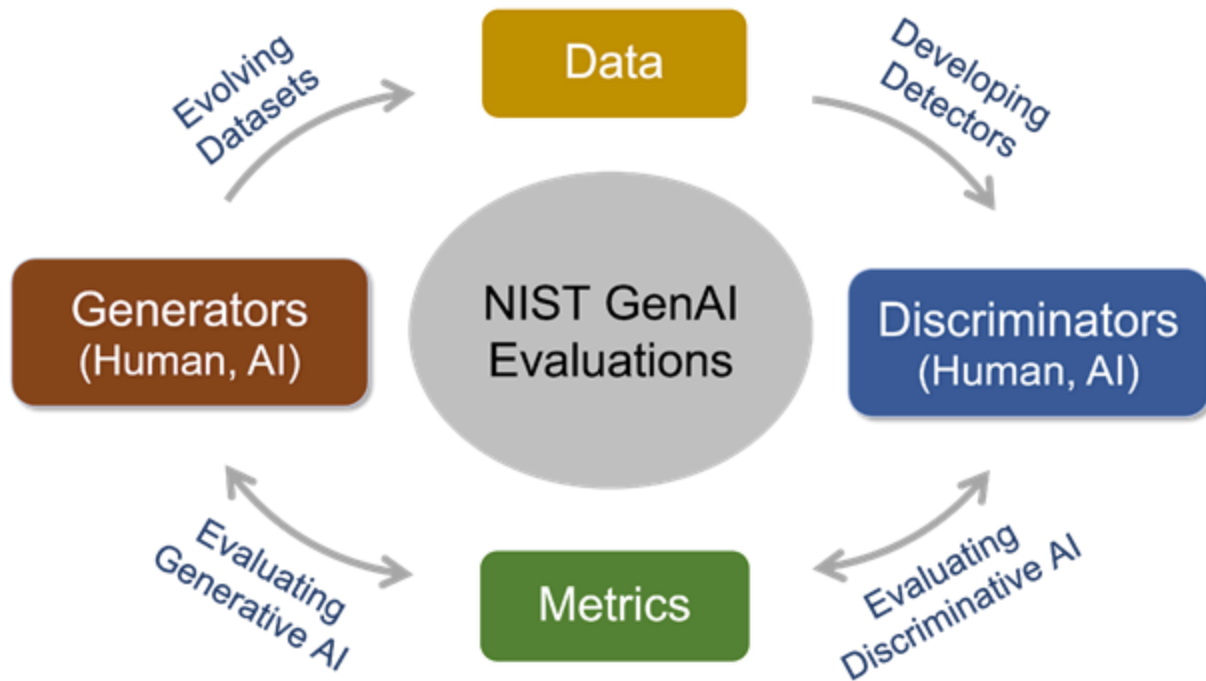 Evolving
Datasets
Data
Developing
Detectors
Generators
(Human, AI)
NIST GenAI
Evaluations
Discriminators
(Human, AI)
Evaluating
Generative AI
Metrics
Evaluating
Discriminative AI